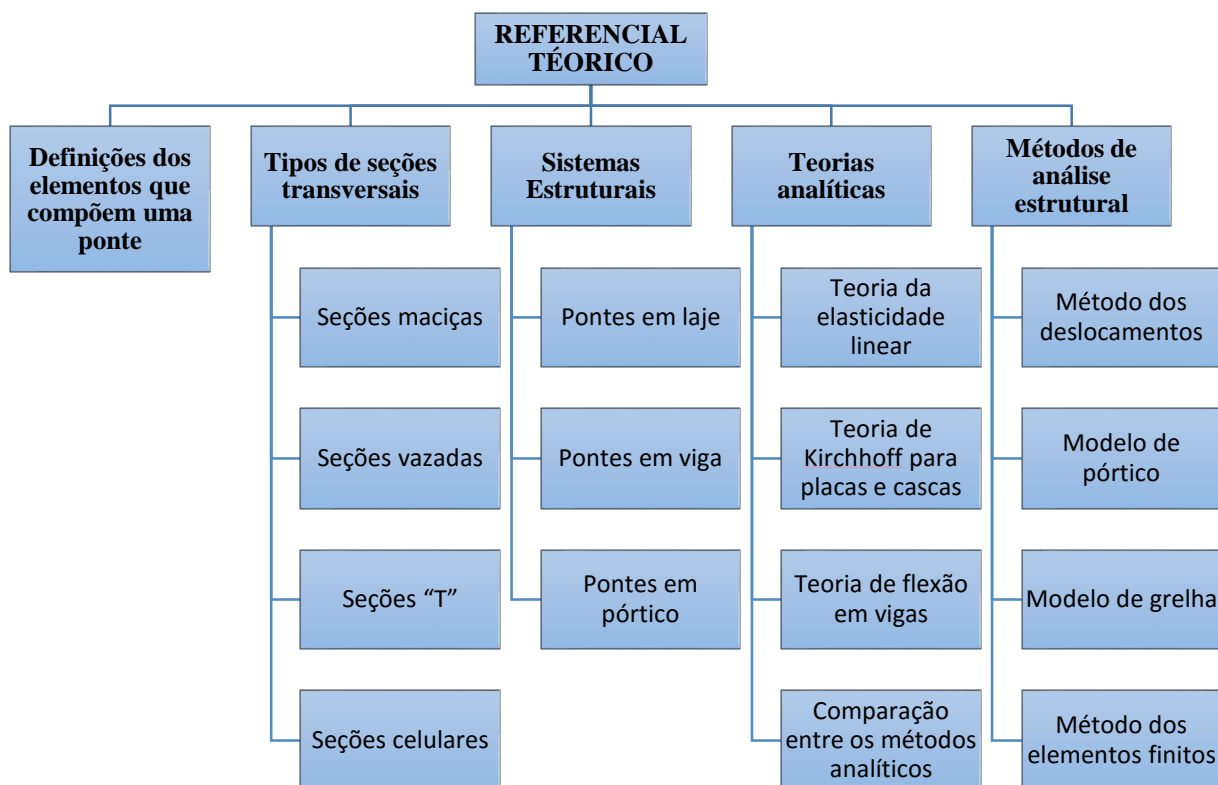 REFERENCIAL
TÉORICO
Definições dos
elementos que
compõem uma
ponte
Tipos de seções
transversais
Seções maciças
Seções vazadas
Seções “T”
Seções celulares
Sistemas
Estruturais
Pontes em laje
Pontes em viga
Pontes em
pórtico
Teorias
analíticas
Teoria da
elasticidade
linear
Teoria de
Kirchhoff para
placas e cascas
Teoria de flexão
em vigas
Comparação
entre os métodos
analíticos
Métodos de
análise
estrutural
Método dos
deslocamentos
Modelo de
pórtico
Modelo de grelha
Método dos
elementos finitos